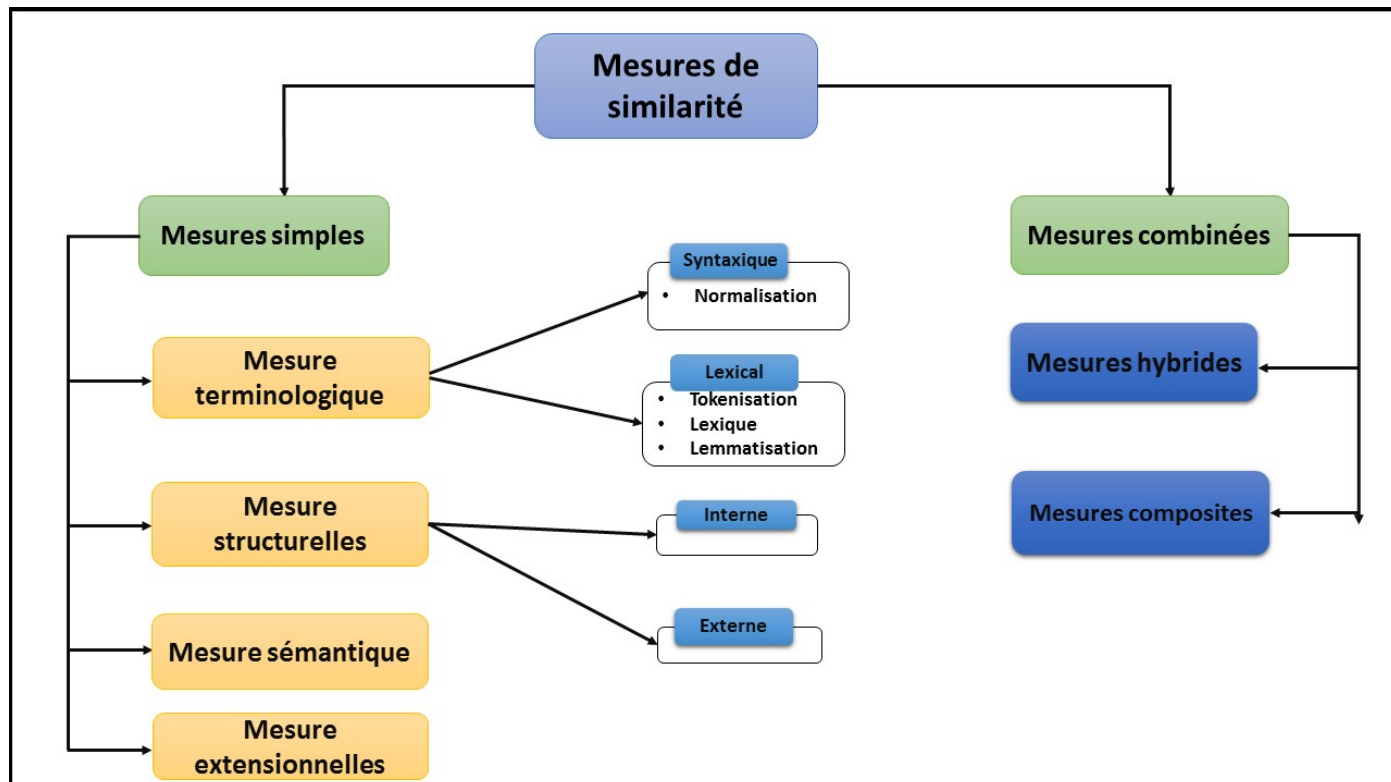 Mesures de
similarité
Mesures simples
Mesures combinées
Syntaxique
• Normalisation
Mesure
terminologique
Lexical
• Tokenisation
• Lexique
• Lemmatisation
Mesures hybrides
Mesure
structurelles
Interne
Mesures composites
Externe
Mesure sémantique
Mesure
extensionnelles